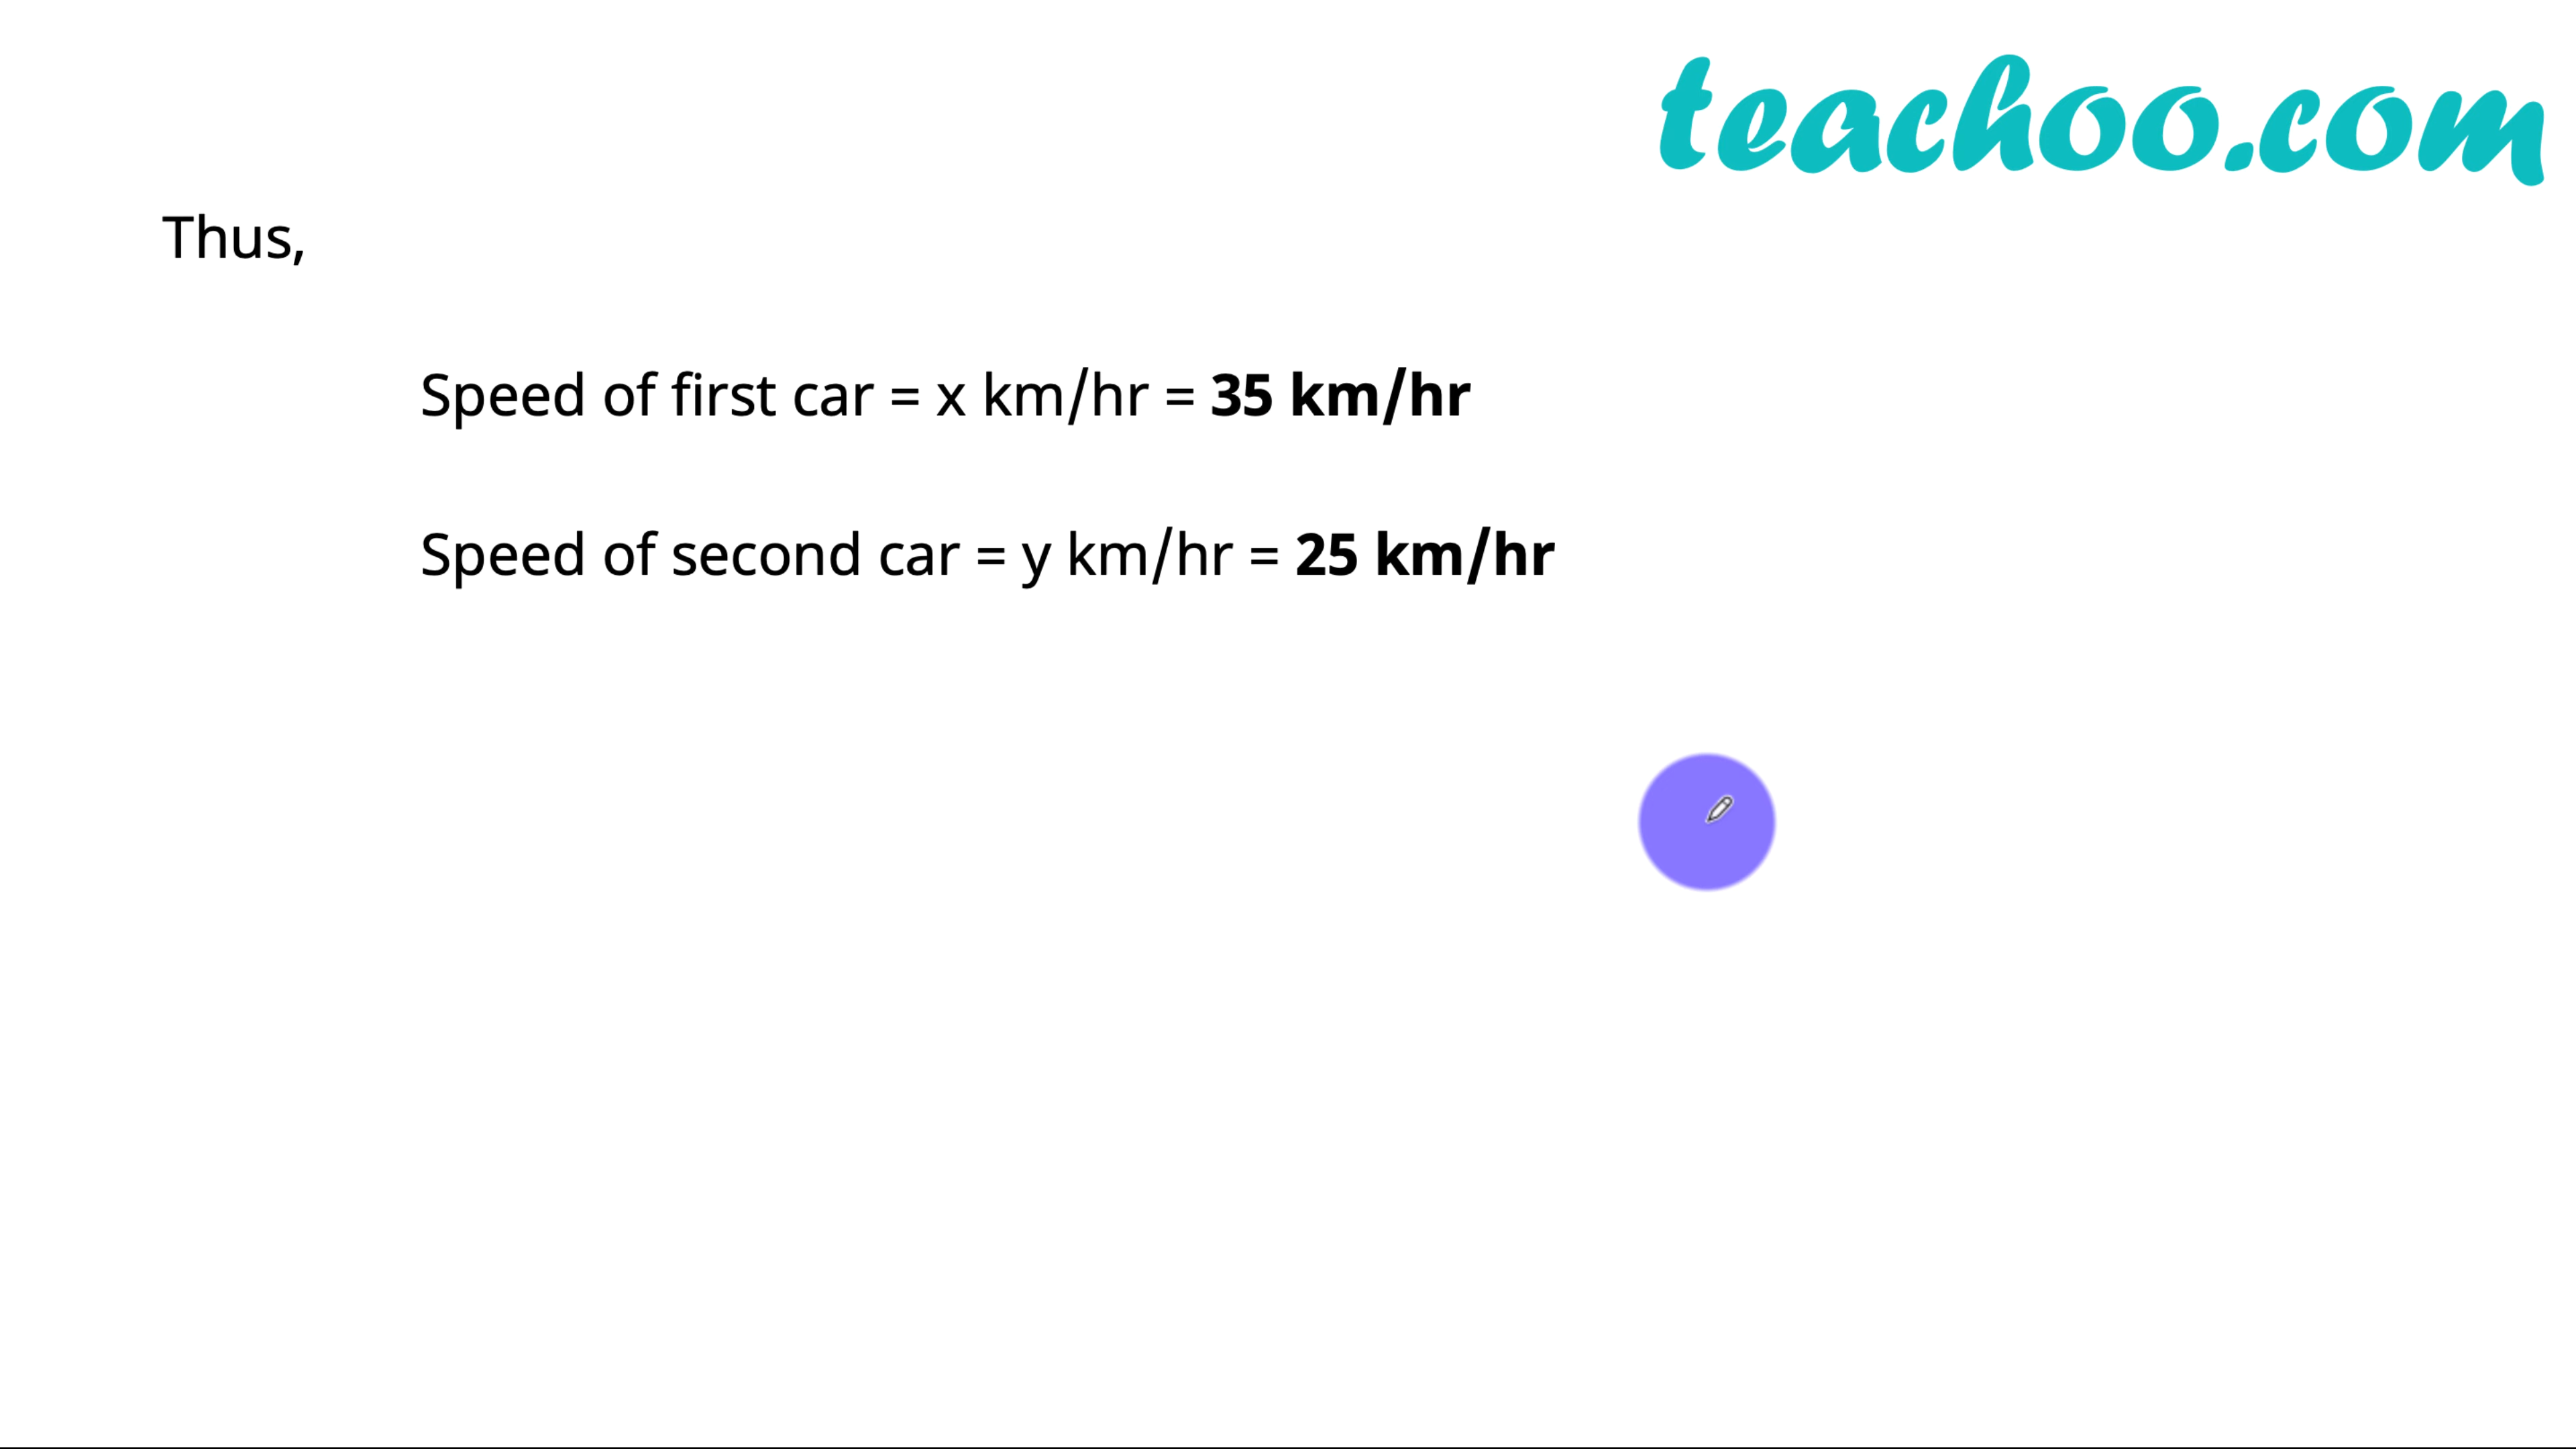 teachoo.com
Thus,
Speed of first car = x km/hr = 35 km/hr
Speed of second car = y km/hr = 25 km/hr